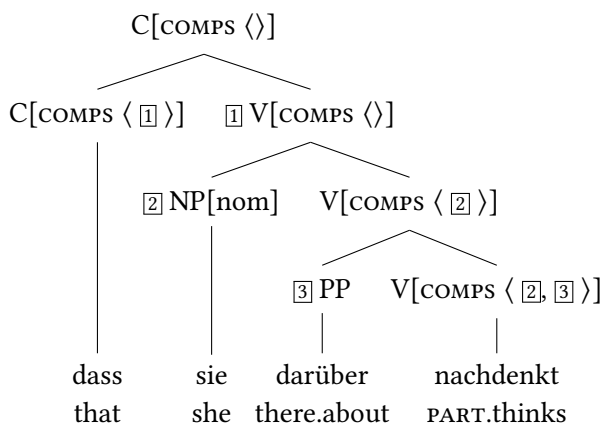 C[COMPS ⟨⟩]
C[COMPS ⟨ 1 ⟩] 1 V[COMPS ⟨⟩]
2 NP[nom] V[COMPS ⟨ 2 ⟩]
3 PP V[COMPS ⟨ 2, 3 ⟩]
dass sie darüber nachdenkt
that she there.about PART.thinks